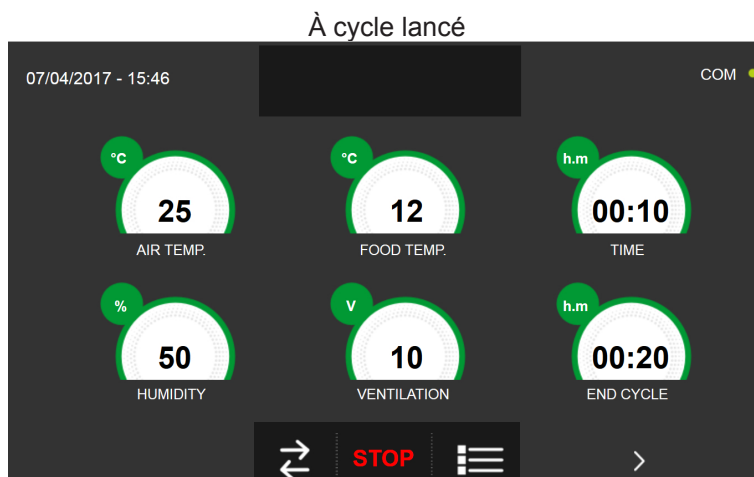 À cycle lancé
07/04/2017 - 15:46
COM
°C
°C
h.m
25
12
00:10
AIR TEMP.
FOOD TEMP.
TIME
%
V
h.m
50
10
00:20
HUMIDITY
VENTILATION
END CYCLE
STOP